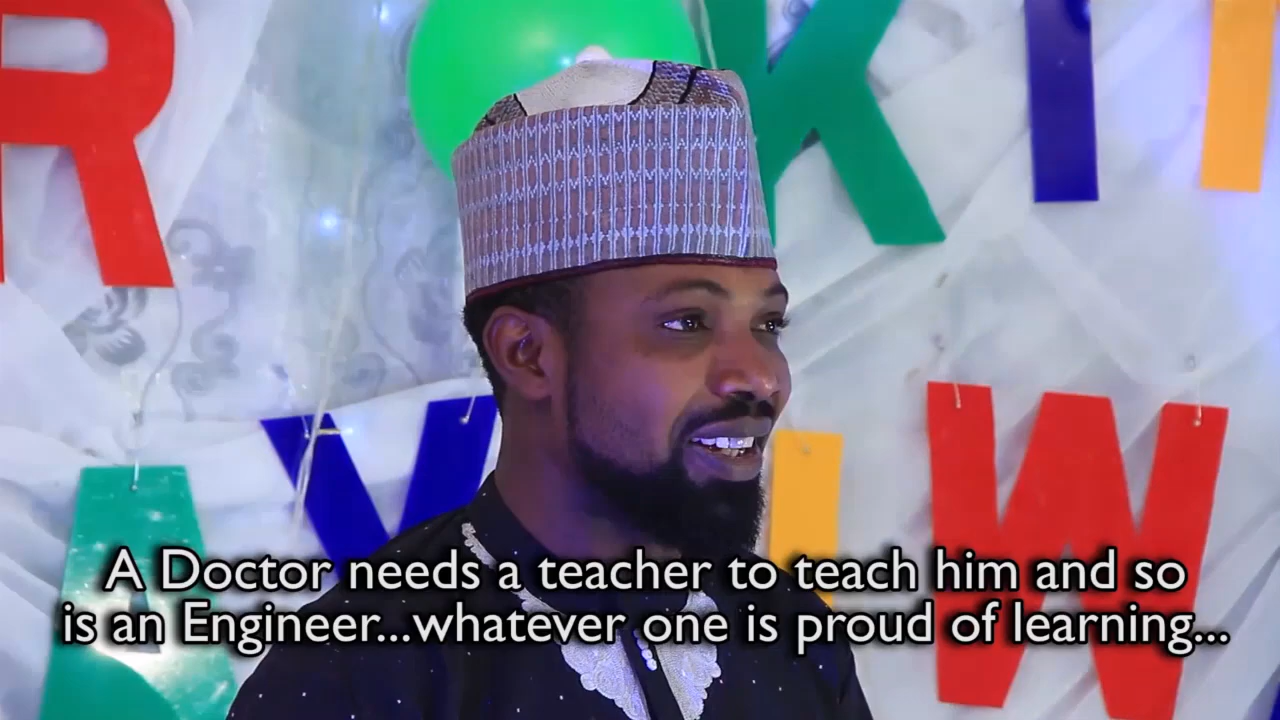 R K I I
A V I W
A Doctor needs a teacher to teach him and so
is an Engineer...whatever one is proud of learning...